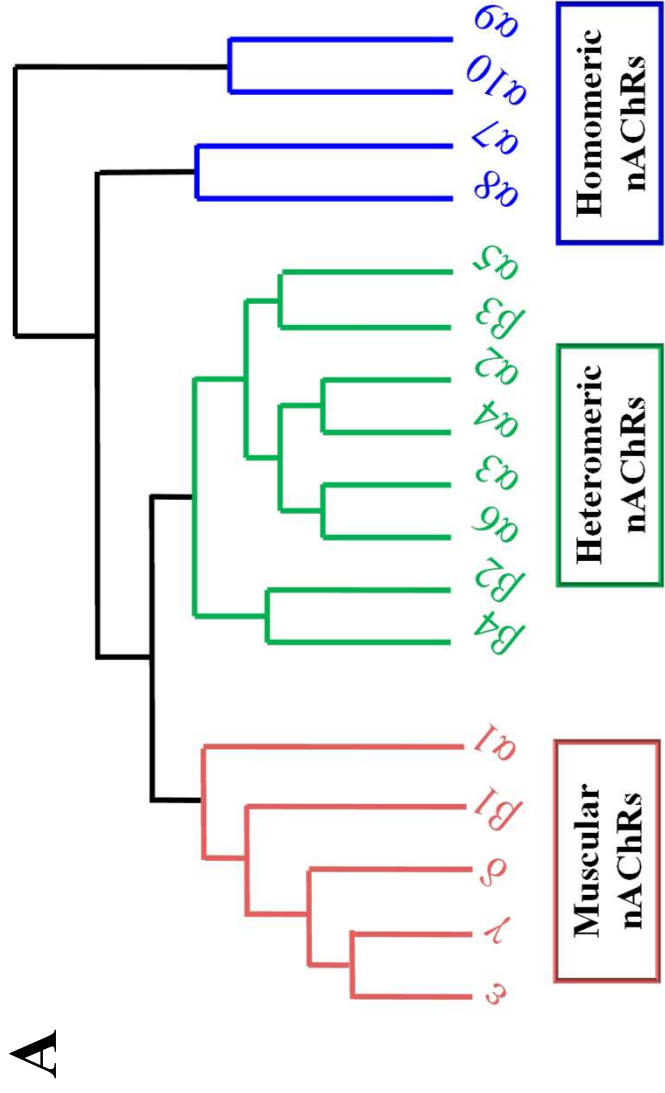 A
ε
γ
δ
β1
α1
β4
β2
α6
α3
α4
α2
β3
α5
α8
α7
α10
α9
Muscular
nAChRs
Heteromeric
nAChRs
Homomeric
nAChRs